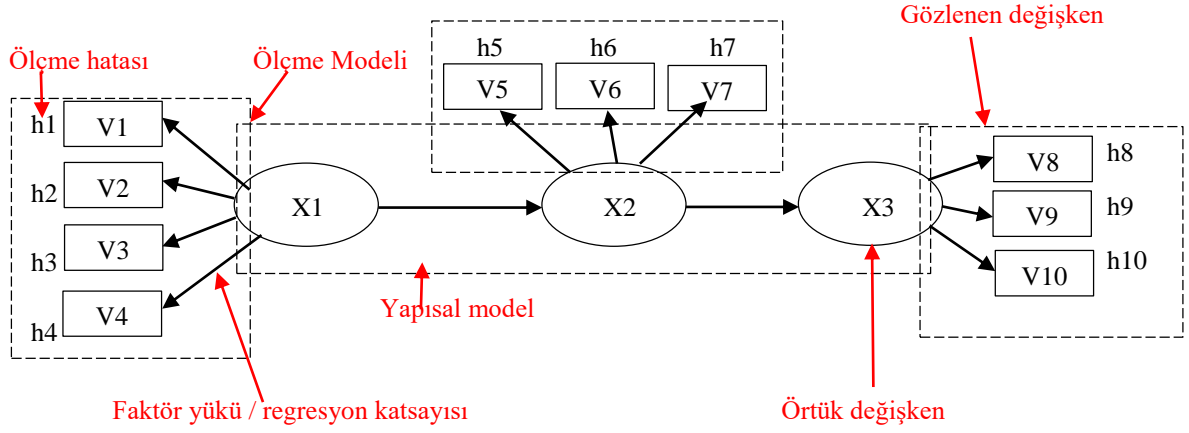 Gözlenen değişken
Ölçme hatası
Ölçme Modeli
h5
h6
h7
V5
V6
V7
h1
V1
h2
V2
h3
V3
h4
V4
X1
X2
X3
V8
h8
V9
h9
V10
h10
Yapısal model
Faktör yükü / regresyon katsayısı
Örtük değişken